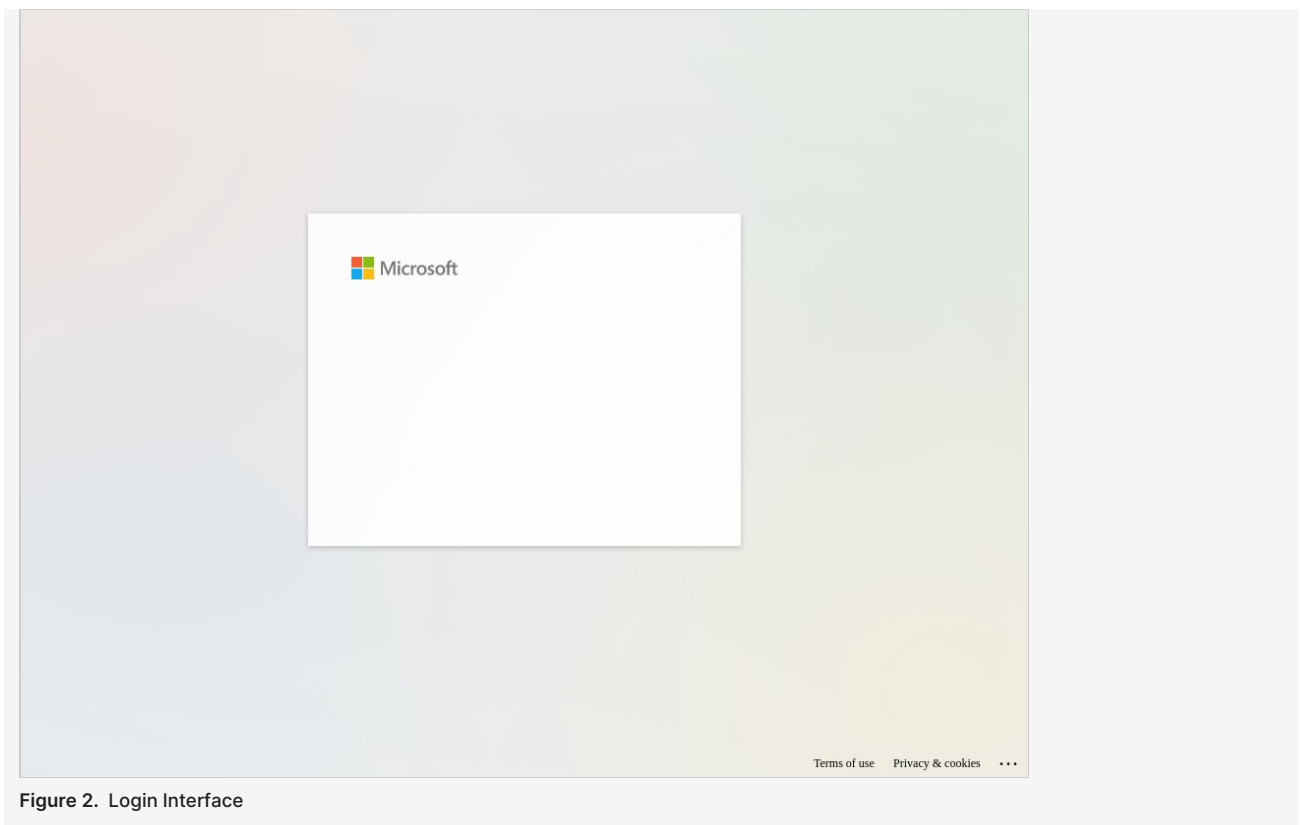 Microsoft
Terms of use Privacy & cookies ...
Figure 2. Login Interface